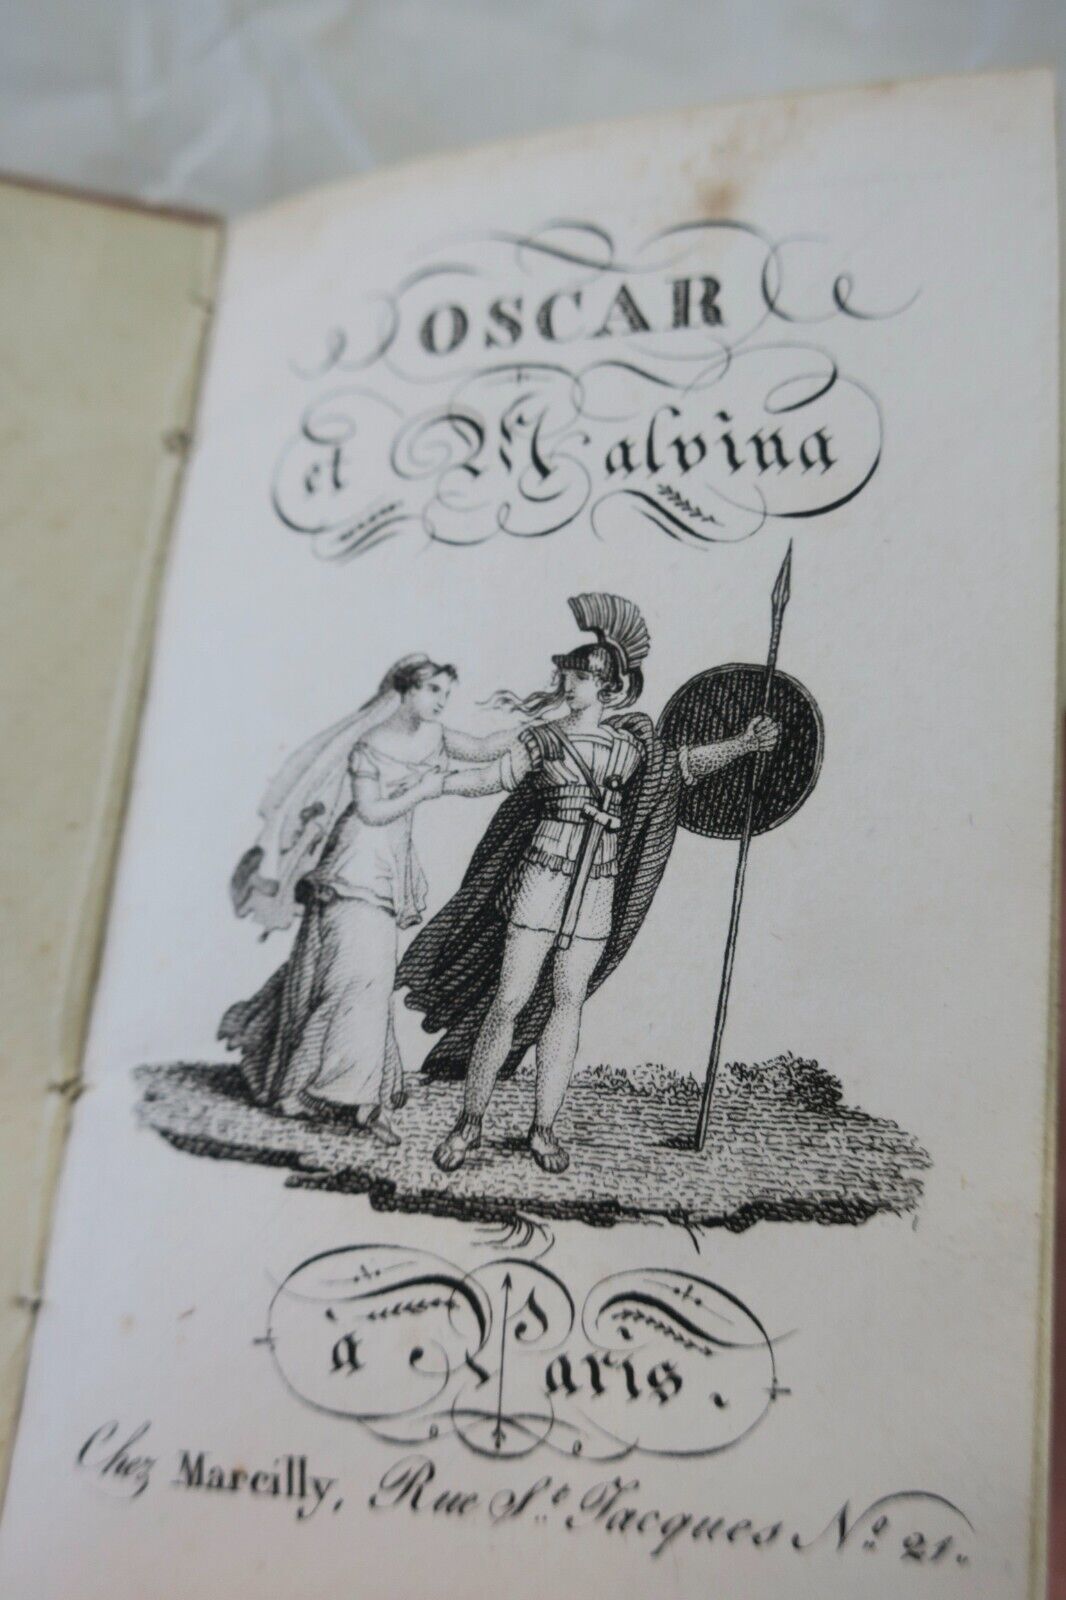 OSCAR
et Malvina
à Paris.
Chez Marcilly, Rue St. Jacques No. 21.